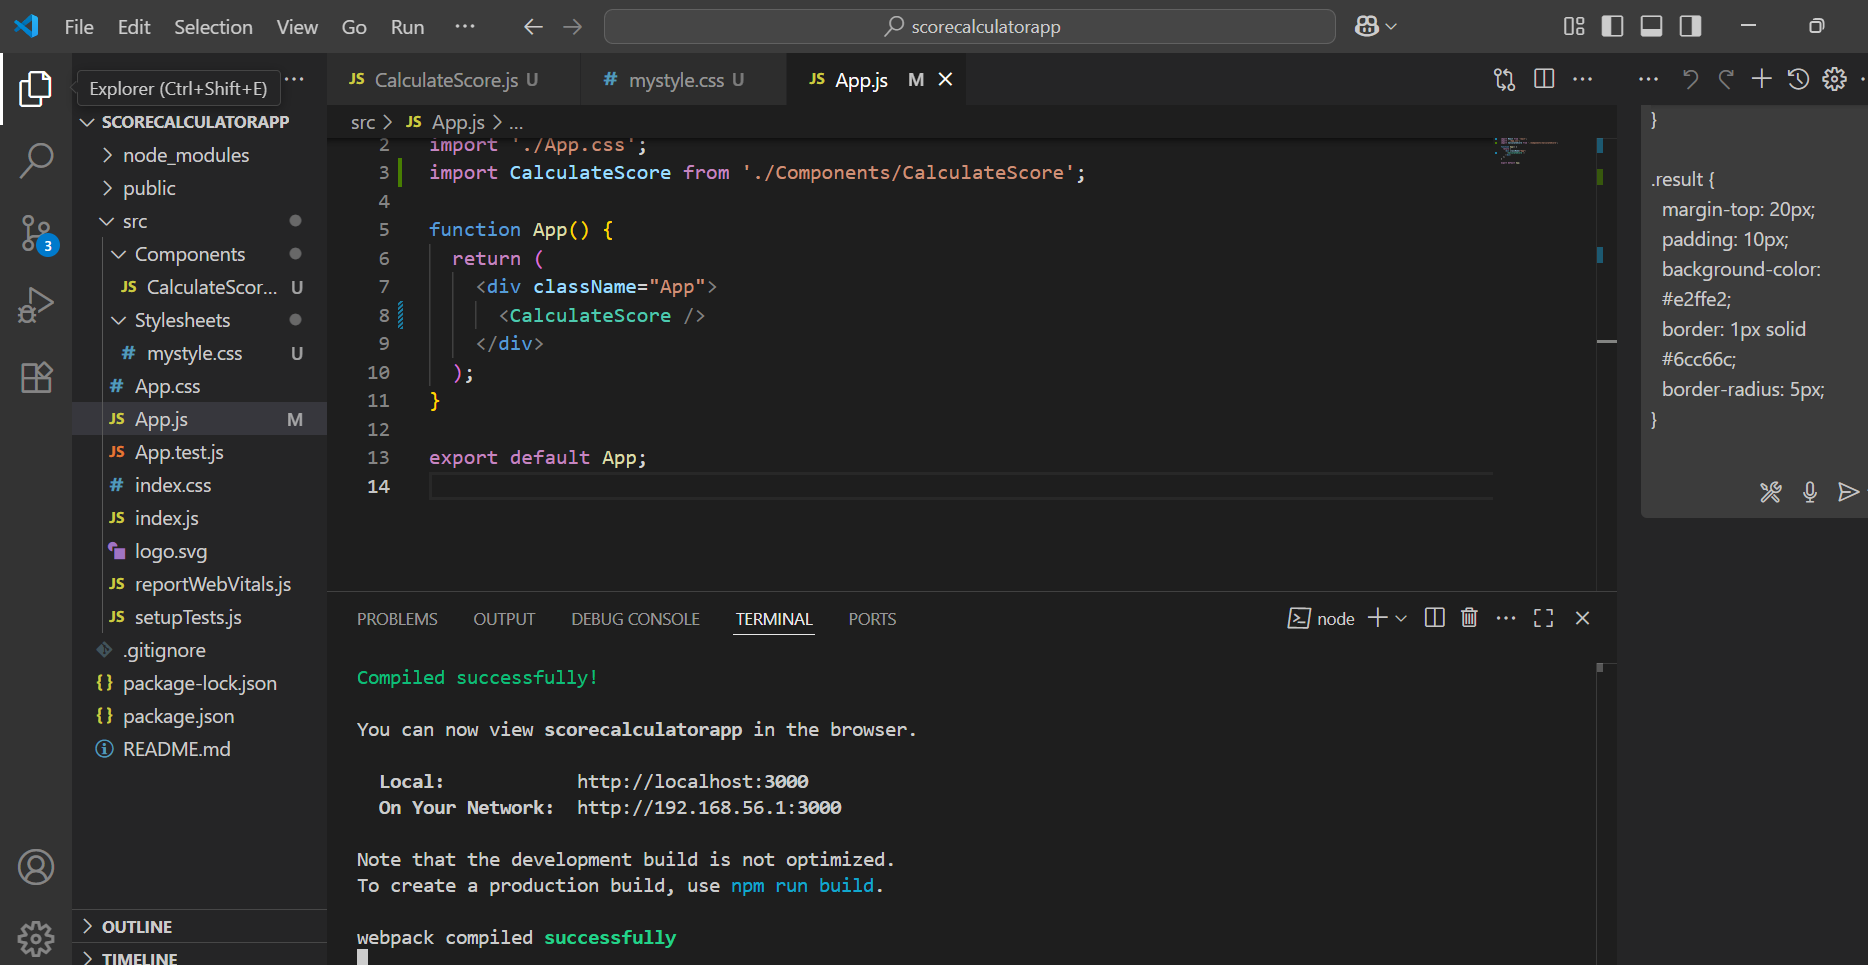 File Edit Selection View Go Run ··· scorecalculatorapp
Explorer (Ctrl+Shift+E) ···
SCORECALCULATORAPP
node_modules
public
src
Components
JS CalculateScor... U
Stylesheets
# mystyle.css U
# App.css
JS App.js M
JS App.test.js
# index.css
JS index.js
logo.svg
JS reportWebVitals.js
JS setupTests.js
.gitignore
{} package-lock.json
{} package.json
README.md
OUTLINE
TIMELINE
3
JS CalculateScore.js U # mystyle.css U JS App.js M
src > JS App.js > ...
2 import './App.css';
3 import CalculateScore from './Components/CalculateScore';
4
5 function App() {
6 return (
7 <div className="App">
8 <CalculateScore />
9 </div>
10 );
11 }
12
13 export default App;
14
PROBLEMS OUTPUT DEBUG CONSOLE TERMINAL PORTS node
Compiled successfully!
You can now view scorecalculatorapp in the browser.
Local: http://localhost:3000
On Your Network: http://192.168.56.1:3000
Note that the development build is not optimized.
To create a production build, use npm run build.
webpack compiled successfully
}
.result {
margin-top: 20px;
padding: 10px;
background-color:
#e2ffe2;
border: 1px solid
#6cc66c;
border-radius: 5px;
}